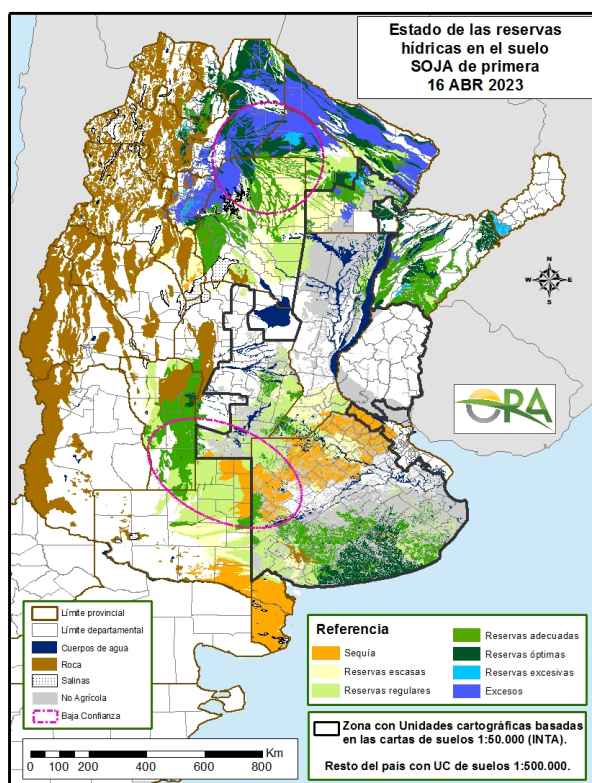 Estado de las reservas
hídricas en el suelo
SOJA de primera
16 ABR 2023
N
W
E
S
ORA
Límite provincial
Límite departamental
Cuerpos de agua
Roca
Salinas
No Agrícola
Baja Confianza
Referencia
Sequía
Reservas escasas
Reservas regulares
Reservas adecuadas
Reservas óptimas
Reservas excesivas
Excesos
0 100 200 400 600 800 Km
Zona con Unidades cartográficas basadas
en las cartas de suelos 1:50.000 (INTA).
Resto del país con UC de suelos 1:500.000.